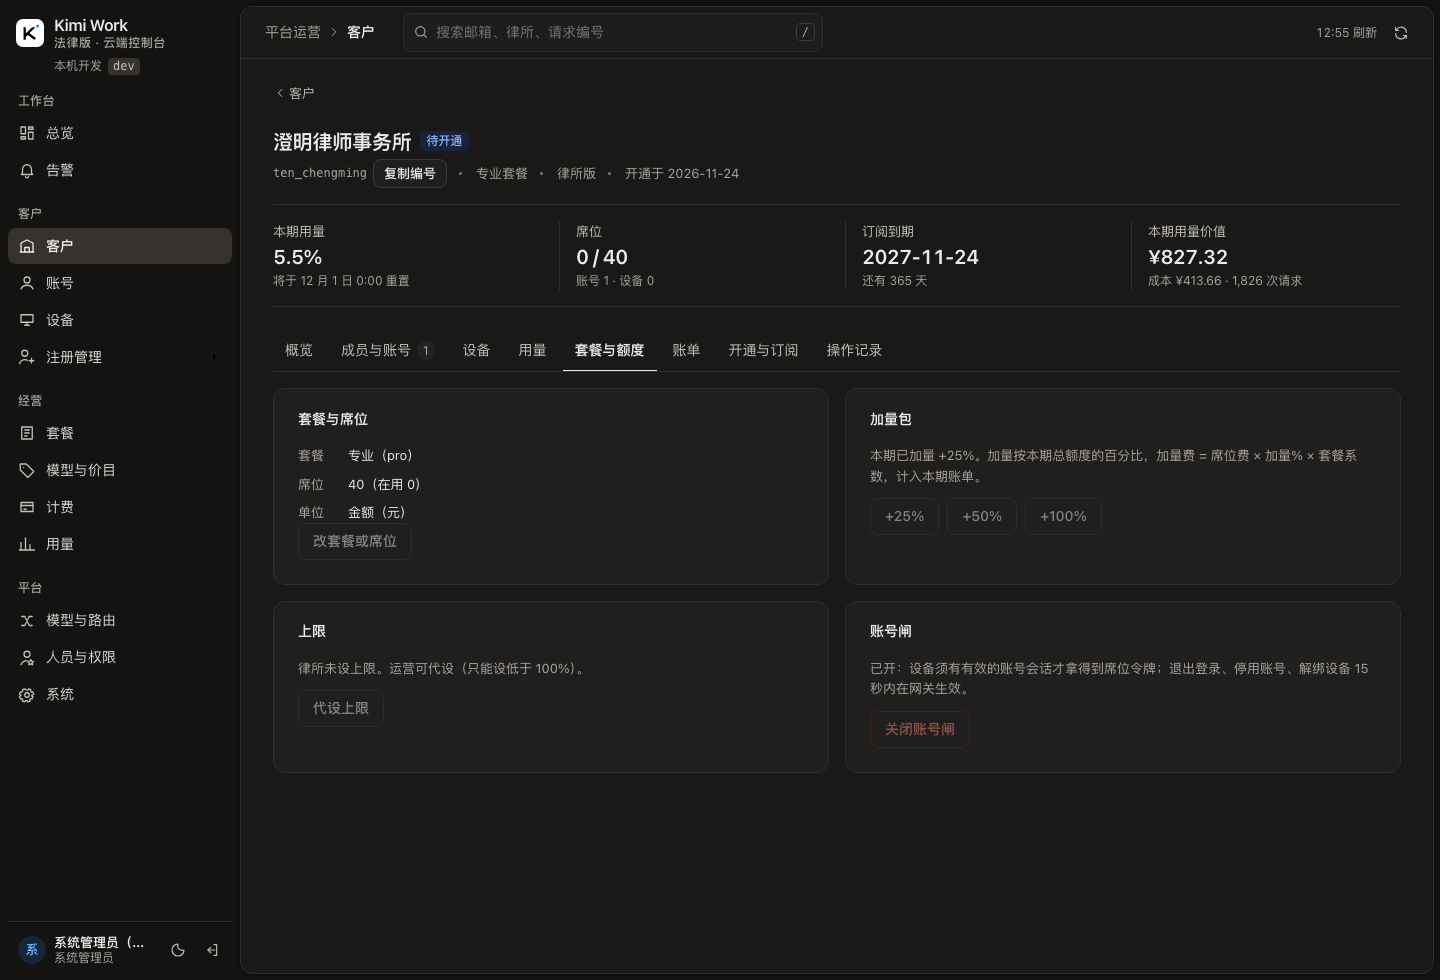 Kimi Work
法律版 · 云端控制台
本机开发 dev
工作台
总览
告警
客户
客户
账号
设备
注册管理
经营
套餐
模型与价目
计费
用量
平台
模型与路由
人员与权限
系统
系 系统管理员（...
系统管理员
平台运营 > 客户
搜索邮箱、律所、请求编号 /
12:55 刷新
客户
澄明律师事务所 待开通
ten_chengming 复制编号 • 专业套餐 • 律所版 • 开通于 2026-11-24
本期用量
5.5%
将于 12 月 1 日 0:00 重置
席位
0 / 40
账号 1 · 设备 0
订阅到期
2027-11-24
还有 365 天
本期用量价值
¥827.32
成本 ¥413.66 · 1,826 次请求
概览 成员与账号 1 设备 用量 套餐与额度 账单 开通与订阅 操作记录
套餐与席位
套餐 专业（pro）
席位 40（在用 0）
单位 金额（元）
改套餐或席位
加量包
本期已加量 +25%。加量按本期总额度的百分比，加量费 = 席位费 × 加量% × 套餐系
数，计入本期账单。
+25% +50% +100%
上限
律所未设上限。运营可代设（只能设低于 100%）。
代设上限
账号闸
已开：设备须有有效的账号会话才拿得到席位令牌；退出登录、停用账号、解绑设备 15
秒内在网关生效。
关闭账号闸